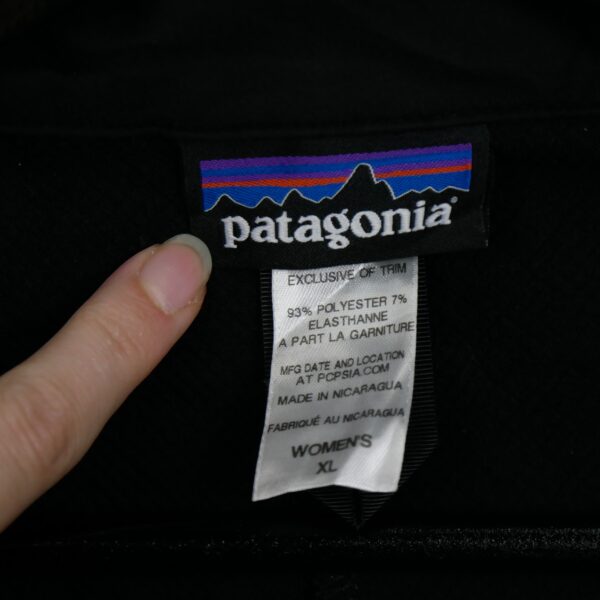 patagonia®
EXCLUSIVE OF TRIM
93% POLYESTER 7%
ELASTHANNE
A PART LA GARNITURE
MFG DATE AND LOCATION
AT PCPSIA.COM
MADE IN NICARAGUA
FABRIQUÉ AU NICARAGUA
WOMEN'S
XL